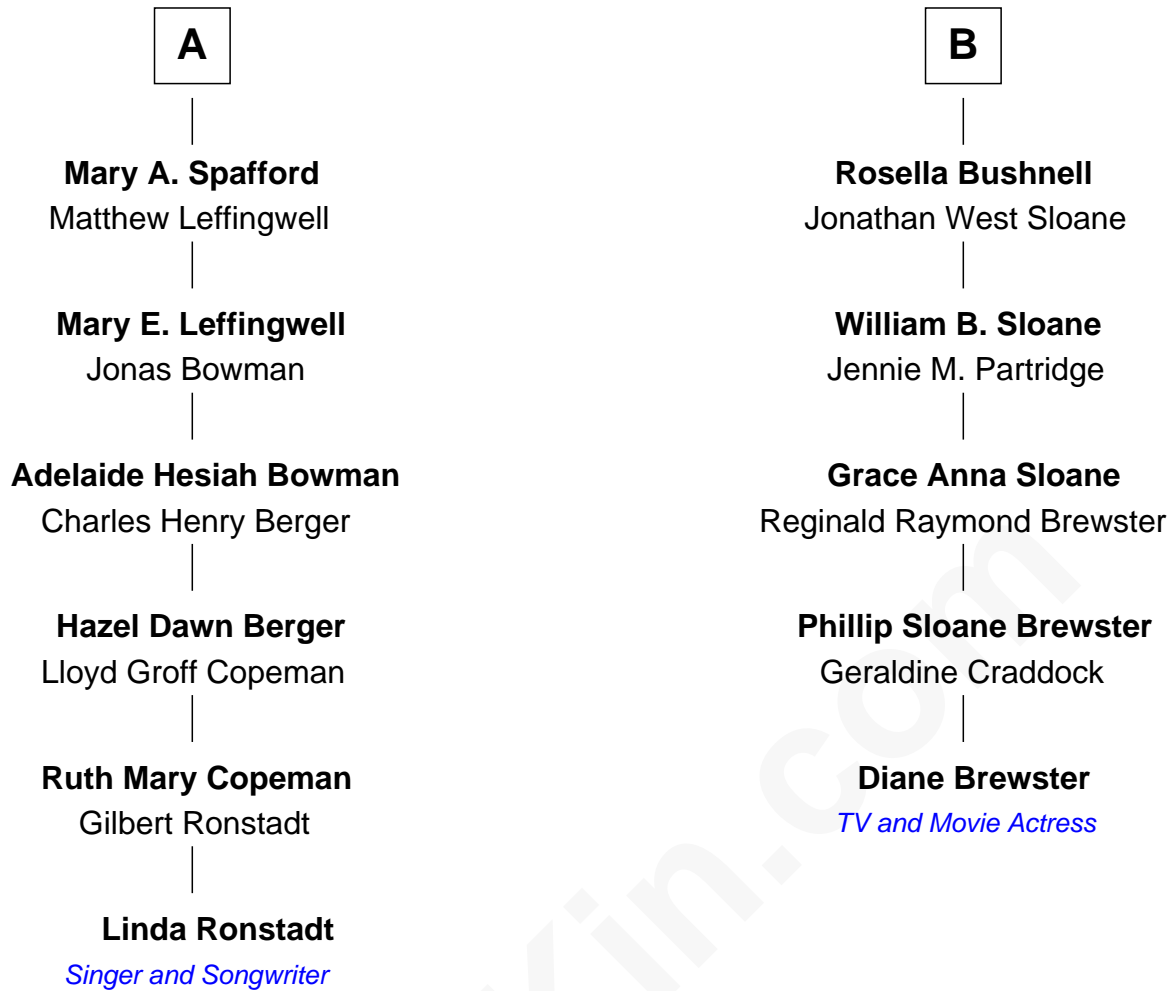 A
Mary A. Spafford
Matthew Leffingwell
Mary E. Leffingwell
Jonas Bowman
Adelaide Hesiah Bowman
Charles Henry Berger
Hazel Dawn Berger
Lloyd Groff Copeman
Ruth Mary Copeman
Gilbert Ronstadt
Linda Ronstadt
Singer and Songwriter
B
Rosella Bushnell
Jonathan West Sloane
William B. Sloane
Jennie M. Partridge
Grace Anna Sloane
Reginald Raymond Brewster
Phillip Sloane Brewster
Geraldine Craddock
Diane Brewster
TV and Movie Actress
Kin.com